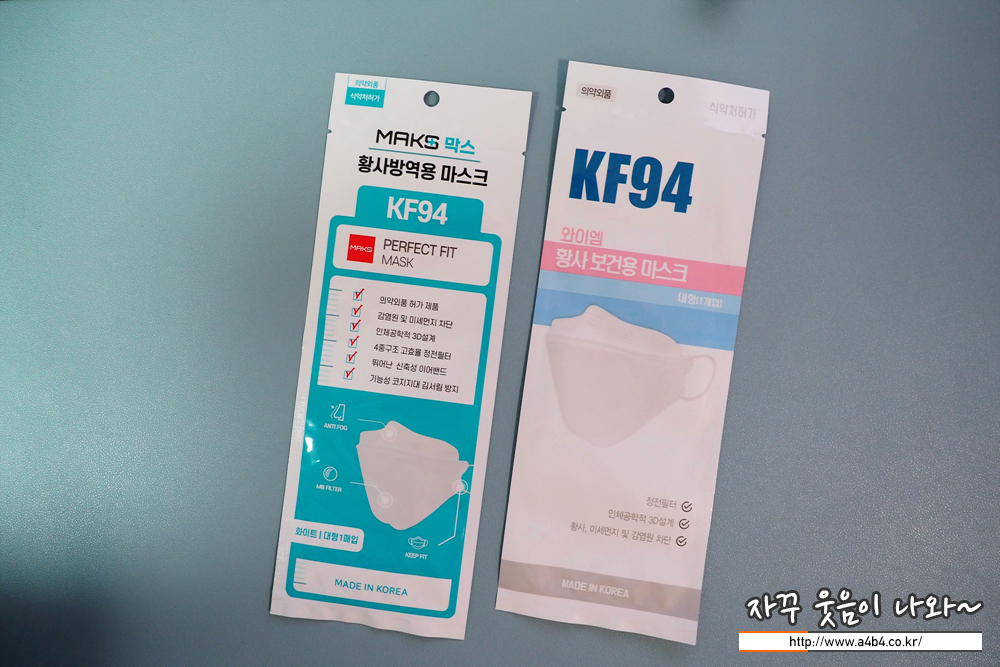 의약외품
식약처허가
MAKS 막스
황사방역용 마스크
KF94
MAKS
PERFECT FIT
MASK
의약외품 허가 제품
감염원 및 미세먼지 차단
인체공학적 3D설계
4중구조 고효율 정전필터
뛰어난 신축성 이어밴드
기능성 코지지대 김서림 방지
ANTI FOG
MB FILTER
KEEP FIT
화이트 | 대형1매입
MADE IN KOREA
의약외품
식약처허가
KF94
와이엠
황사 보건용 마스크
대형(1개입)
정전필터
인체공학적 3D설계
황사, 미세먼지 및 감염원 차단
MADE IN KOREA
자꾸 웃음이 나와~
http://www.a4b4.co.kr/